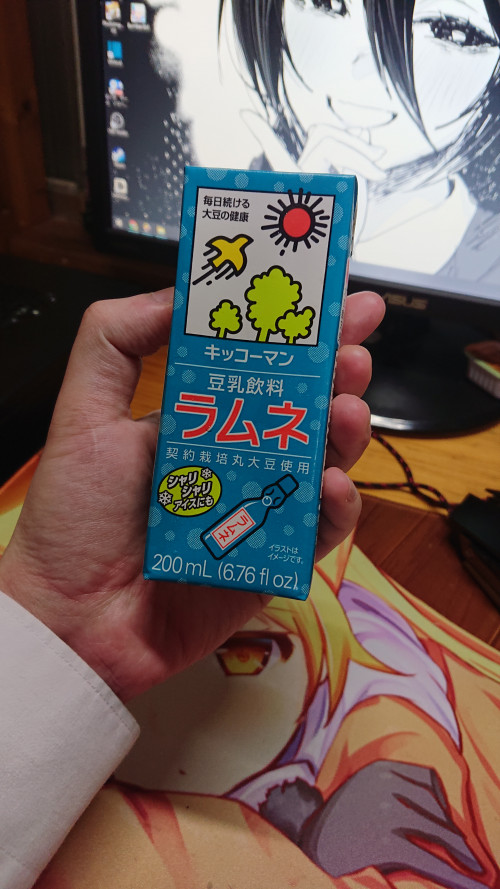 毎日続ける
大豆の健康
キッコーマン
豆乳飲料
ラムネ
契約栽培丸大豆使用
シャリ
シャリ
アイスにも
ラムネ
イラストは
イメージです。
200 mL (6.76 fl oz)
ASUS